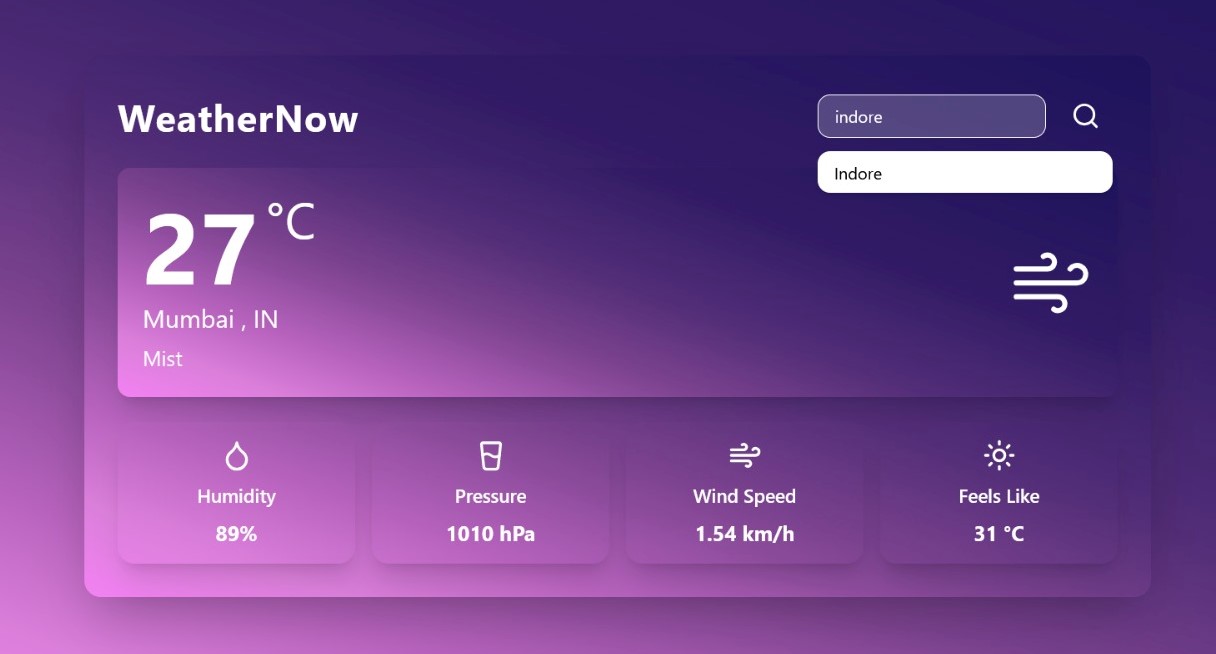 WeatherNow
indore
Indore
27 °C
Mumbai , IN
Mist
Humidity
89%
Pressure
1010 hPa
Wind Speed
1.54 km/h
Feels Like
31 °C